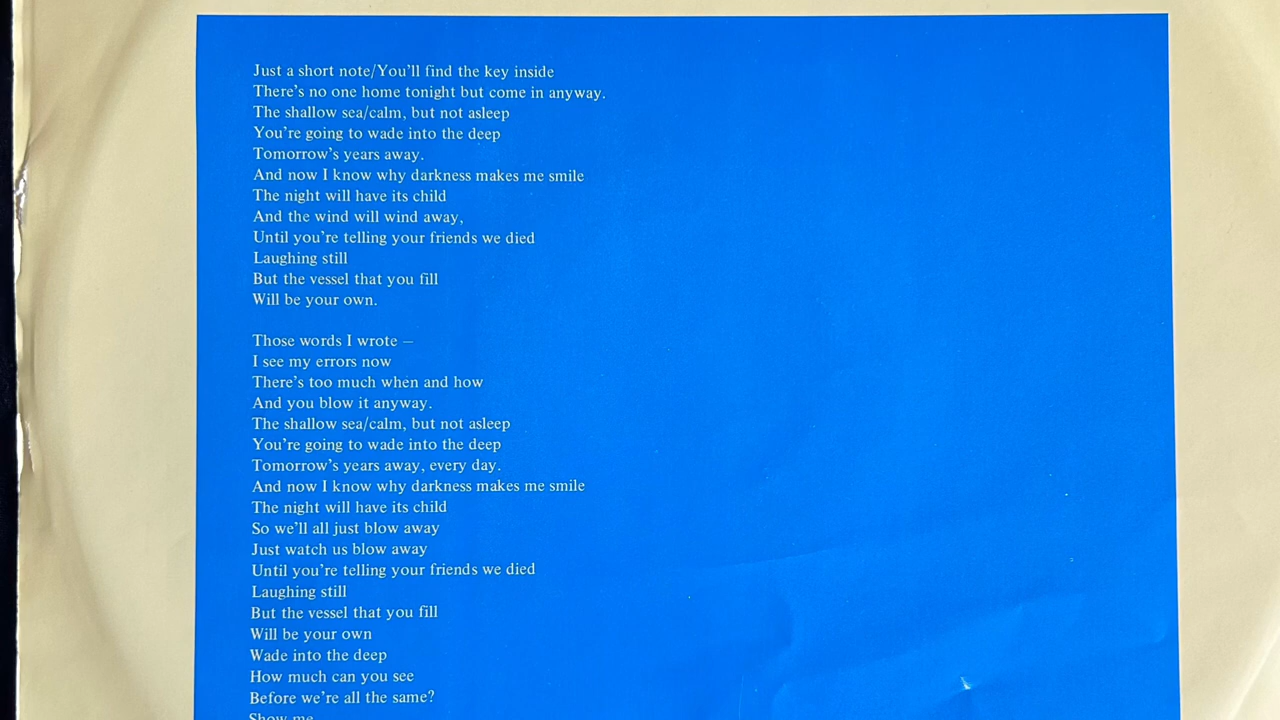 Just a short note/You'll find the key inside
There's no one home tonight but come in anyway.
The shallow sea/calm, but not asleep
You're going to wade into the deep
Tomorrow's years away.
And now I know why darkness makes me smile
The night will have its child
And the wind will wind away,
Until you're telling your friends we died
Laughing still
But the vessel that you fill
Will be your own.

Those words I wrote —
I see my errors now
There's too much when and how
And you blow it anyway.
The shallow sea/calm, but not asleep
You're going to wade into the deep
Tomorrow's years away, every day.
And now I know why darkness makes me smile
The night will have its child
So we'll all just blow away
Just watch us blow away
Until you're telling your friends we died
Laughing still
But the vessel that you fill
Will be your own
Wade into the deep
How much can you see
Before we're all the same?
Show me